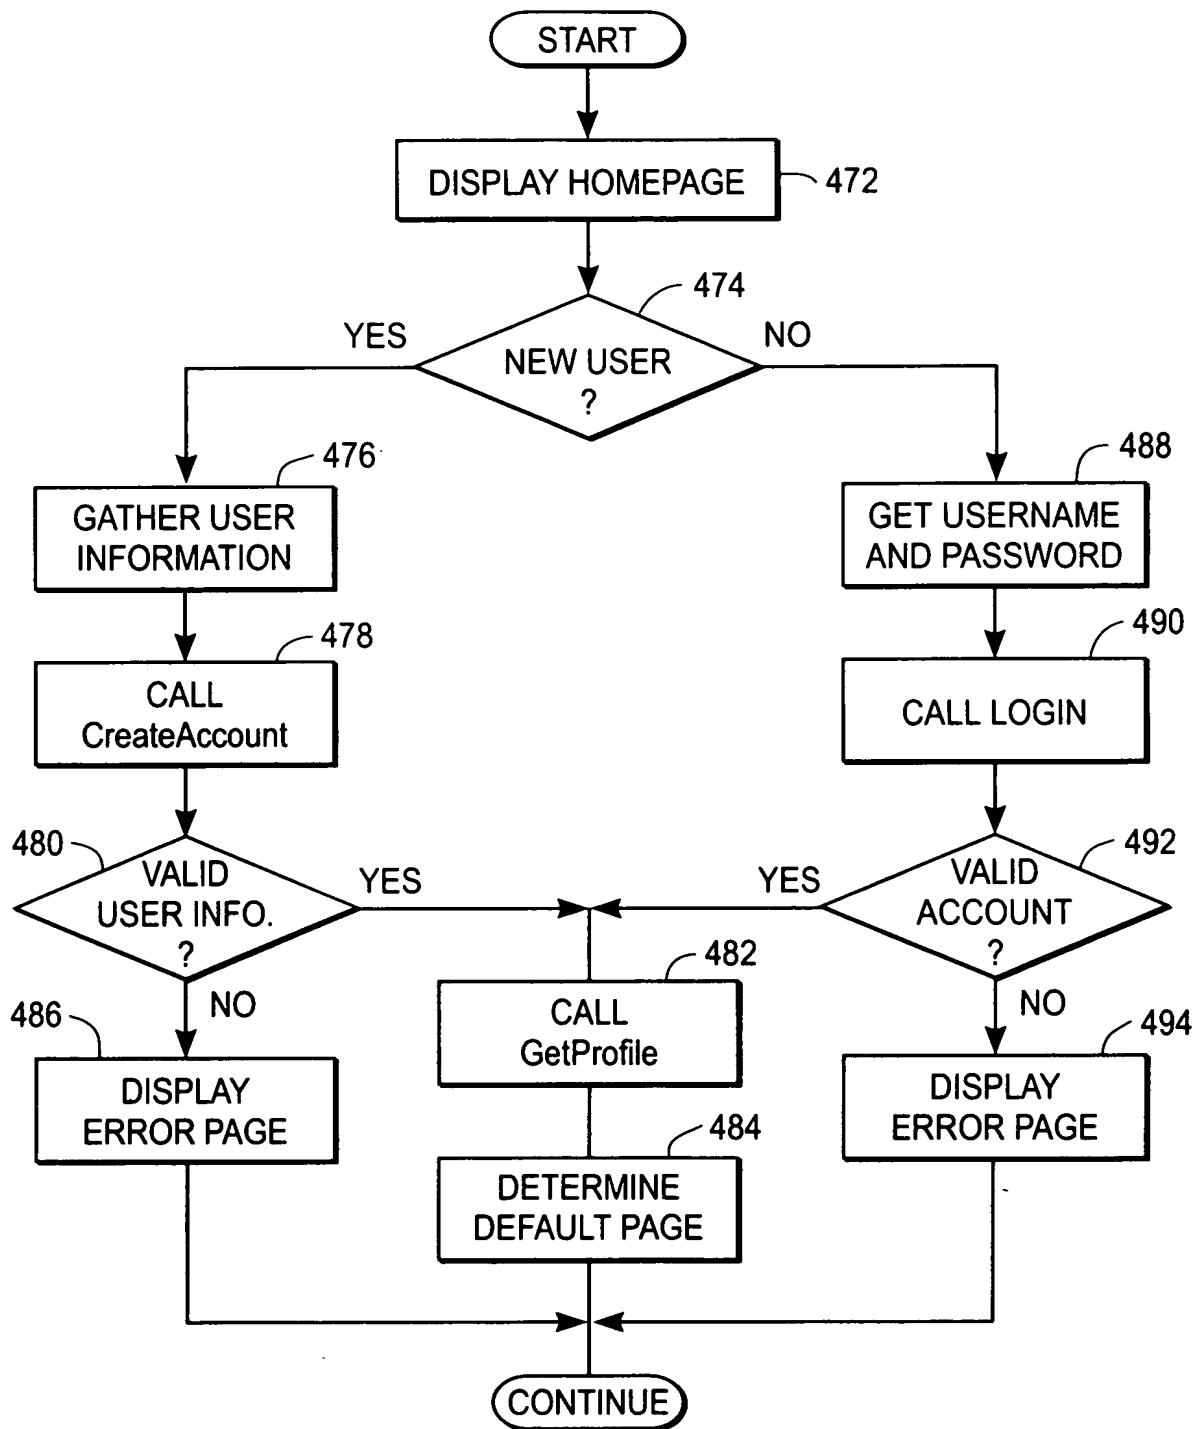 START
DISPLAY HOMEPAGE
472
474
YES
NEW USER
?
NO
476
GATHER USER
INFORMATION
488
GET USERNAME
AND PASSWORD
478
CALL
CreateAccount
490
CALL LOGIN
480
VALID
USER INFO.
?
YES
YES
492
VALID
ACCOUNT
?
NO
482
CALL
GetProfile
NO
486
DISPLAY
ERROR PAGE
494
DISPLAY
ERROR PAGE
484
DETERMINE
DEFAULT PAGE
CONTINUE